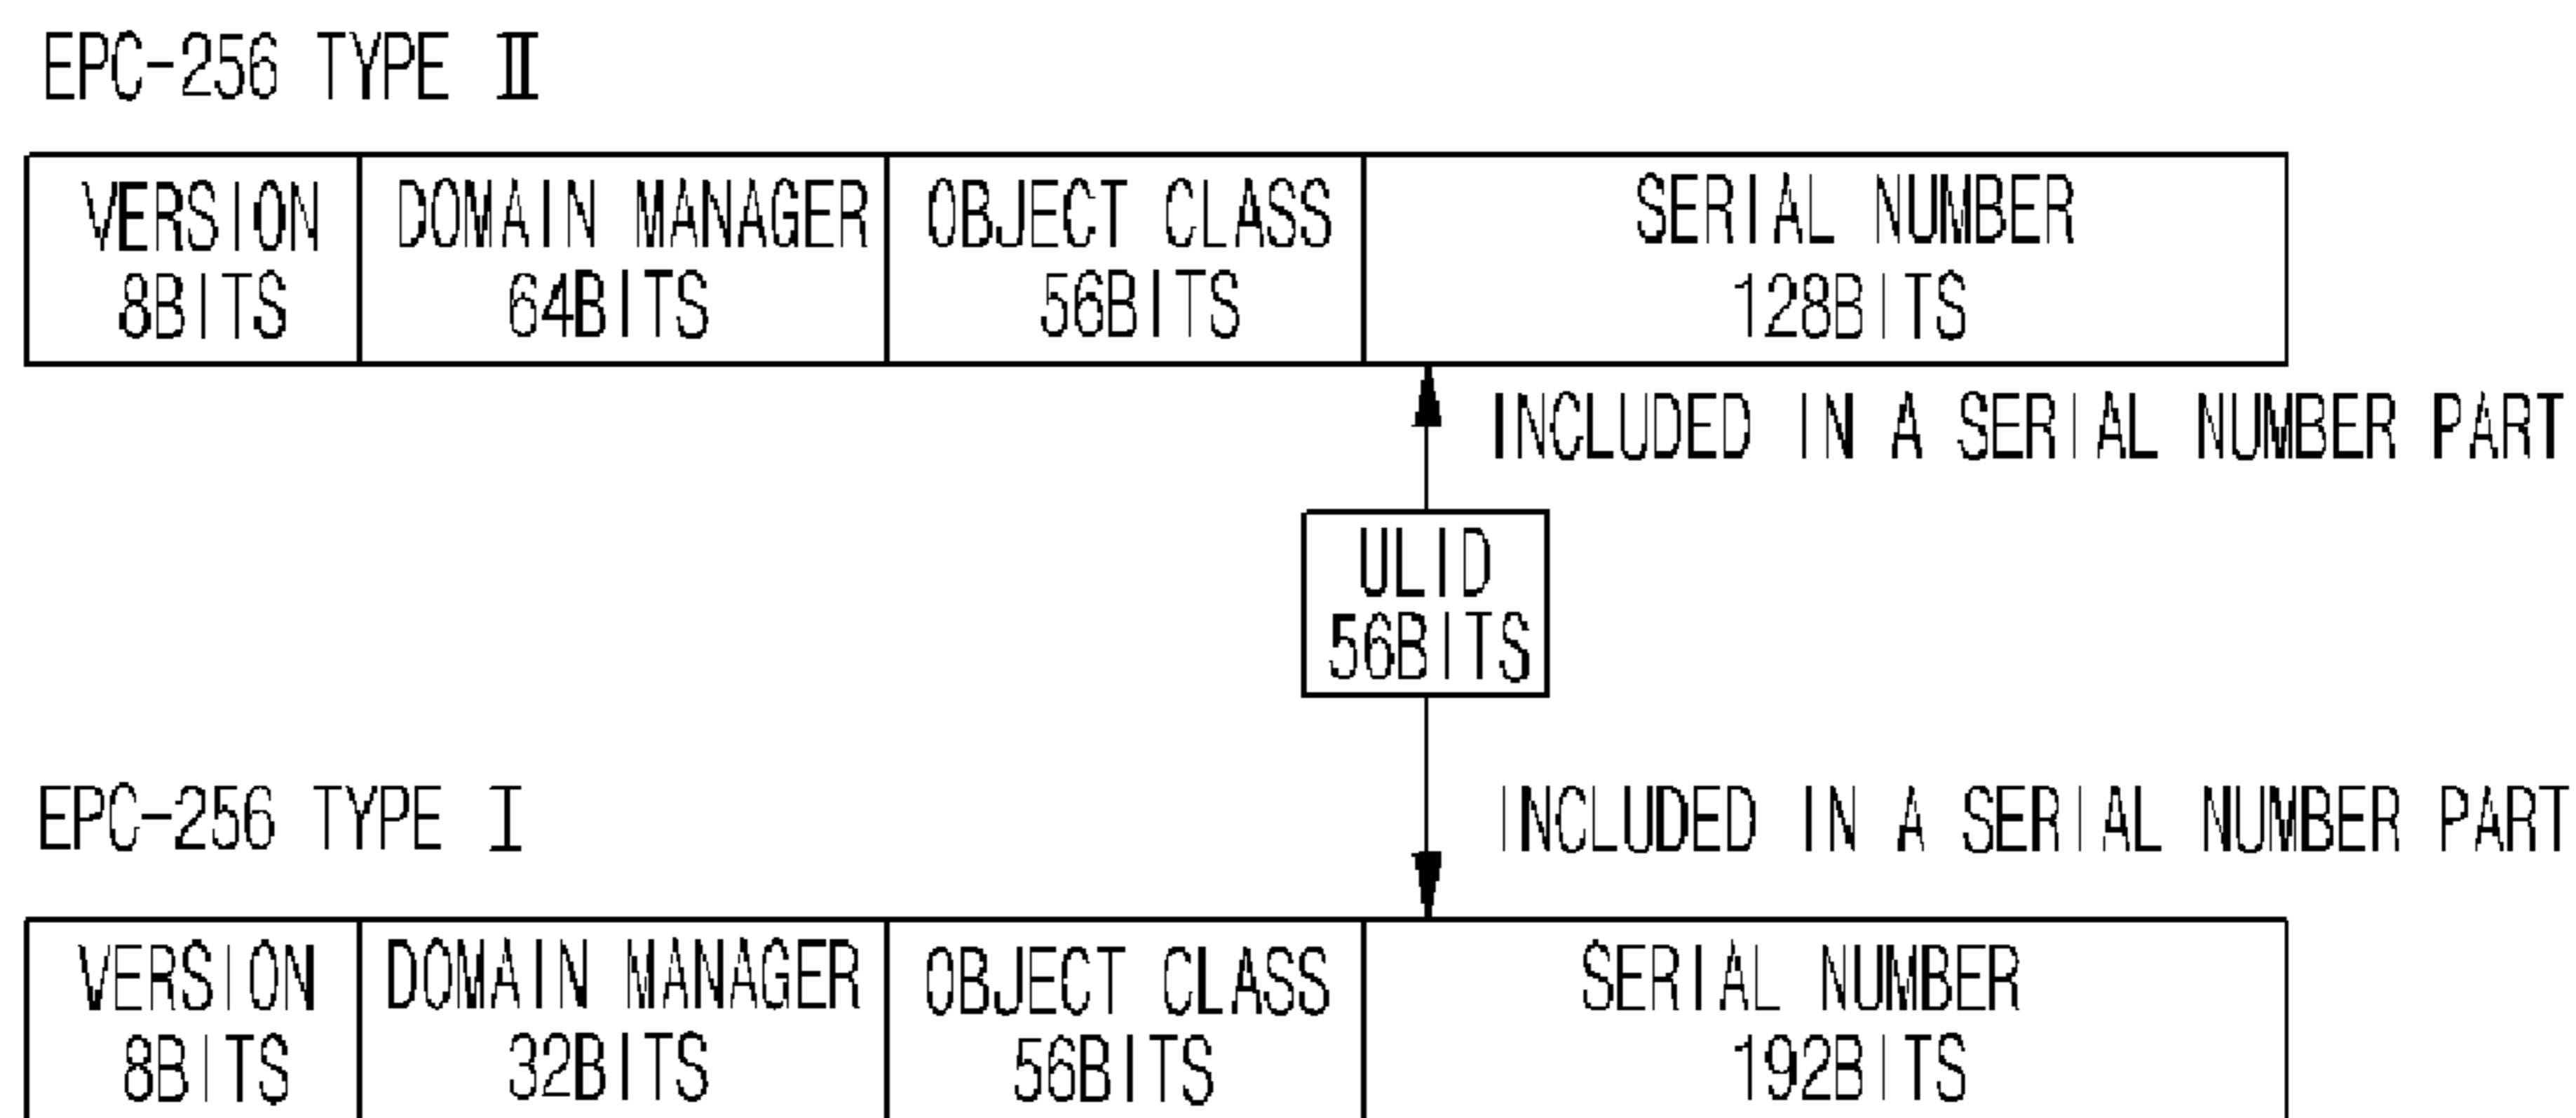 EPC-256 TYPE Ⅱ
VERSION DOMAIN MANAGER OBJECT CLASS SERIAL NUMBER
8BITS 64BITS 56BITS 128BITS
INCLUDED IN A SERIAL NUMBER PART
ULID
56BITS
EPC-256 TYPE Ⅰ
INCLUDED IN A SERIAL NUMBER PART
VERSION DOMAIN MANAGER OBJECT CLASS SERIAL NUMBER
8BITS 32BITS 56BITS 192BITS